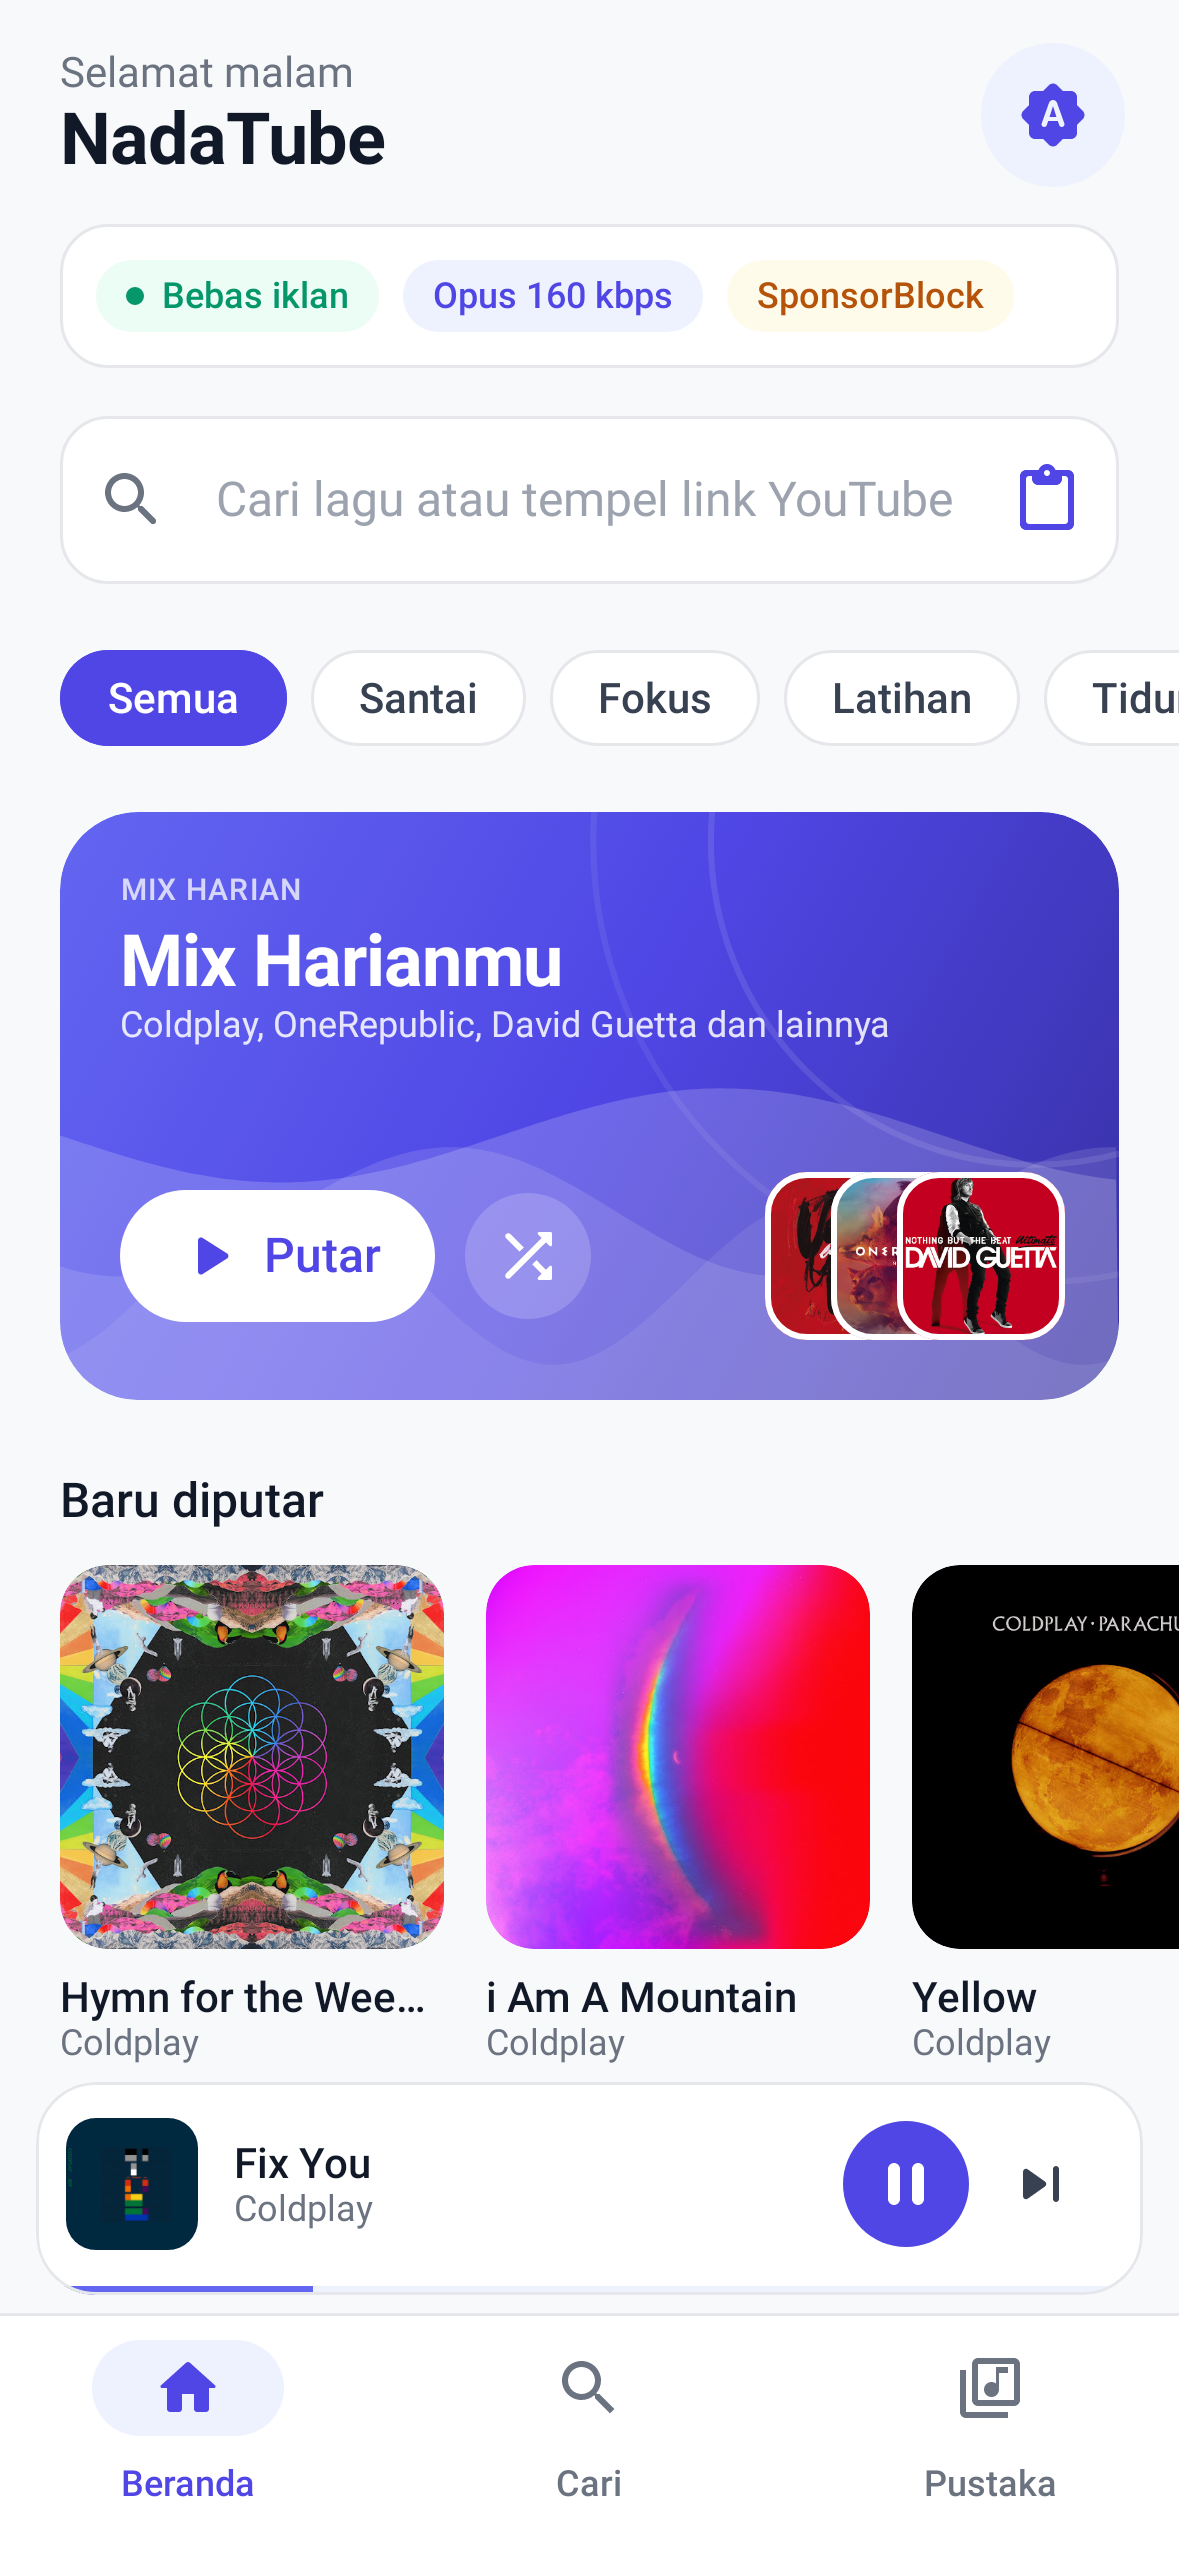 Selamat malam
NadaTube
A
Bebas iklan
Opus 160 kbps
SponsorBlock
Cari lagu atau tempel link YouTube
Semua
Santai
Fokus
Latihan
MIX HARIAN
Mix Harianmu
Coldplay, OneRepublic, David Guetta dan lainnya
Putar
NOTHING BUT THE BEAT
DAVID GUETTA
Baru diputar
COLDPLAY
Hymn for the Wee...
Coldplay
i Am A Mountain
Coldplay
Yellow
Coldplay
Fix You
Coldplay
Beranda
Cari
Pustaka